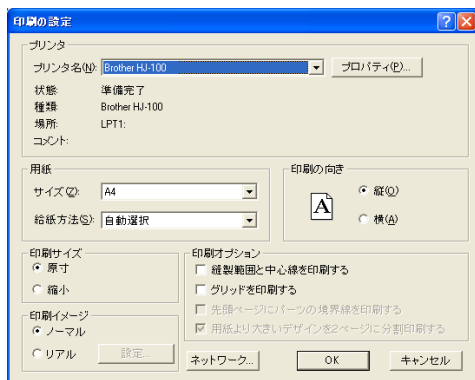 印刷の設定
プリンタ
プリンタ名(N): Brother HJ-100 プロパティ(P)...
状態: 準備完了
種類: Brother HJ-100
場所: LPT1:
コメント:
用紙
サイズ(Z): A4
給紙方法(S): 自動選択
印刷の向き
A
縦(O)
横(A)
印刷サイズ
原寸
縮小
印刷イメージ
ノーマル
リアル 設定...
印刷オプション
縫製範囲と中心線を印刷する
グリッドを印刷する
先頭ページにパーツの境界線を印刷する
用紙より大きいデザインを2ページに分割印刷する
ネットワーク... OK キャンセル